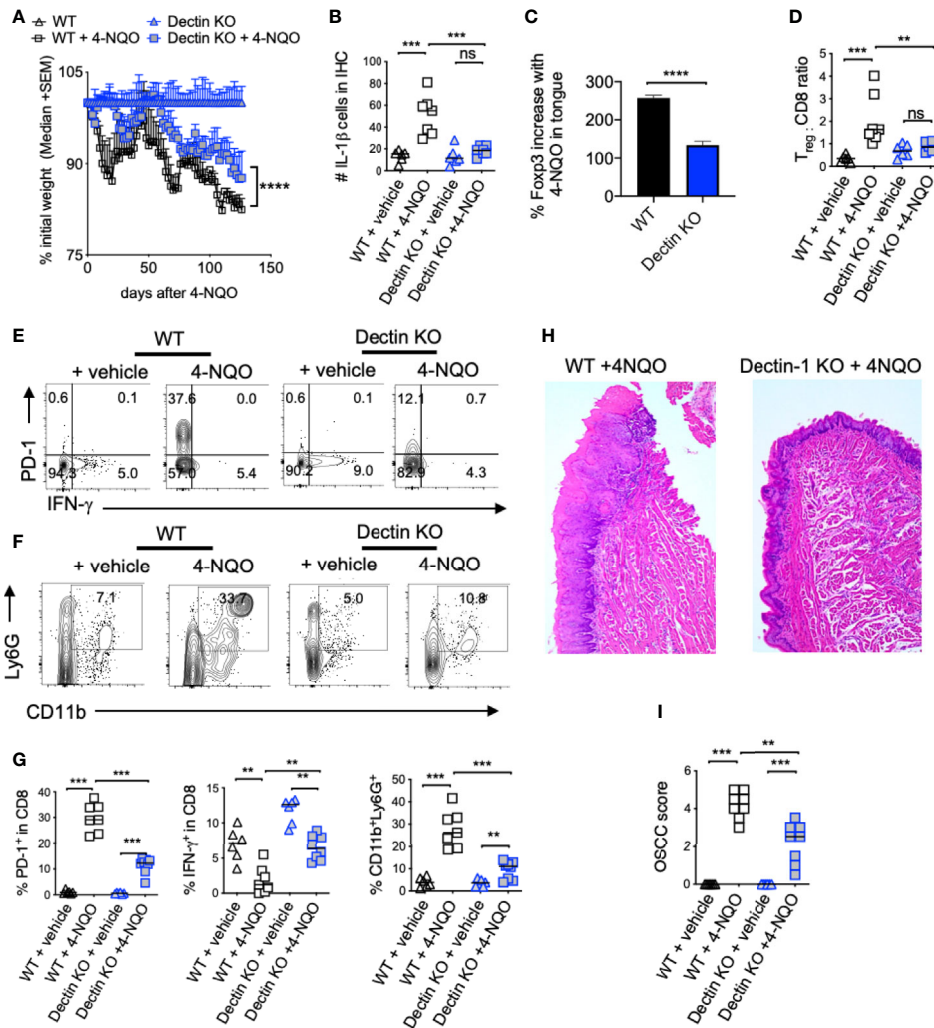 A
WT
Dectin KO
WT + 4-NQO
Dectin KO + 4-NQO
% initial weight (Median +SEM)
105
90
75
0
50
100
150
days after 4-NQO
****
B
# IL-1β cells in IHC
100
80
60
40
20
0
***
***
ns
WT + vehicle
WT + 4-NQO
Dectin KO + vehicle
Dectin KO +4-NQO
C
% Foxp3 increase with
4-NQO in tongue
300
200
100
0
****
WT
Dectin KO
D
Treg : CD8 ratio
5
4
3
2
1
0
***
**
ns
WT + vehicle
WT + 4-NQO
Dectin KO + vehicle
Dectin KO +4-NQO
E
WT
Dectin KO
+ vehicle
4-NQO
+ vehicle
4-NQO
0.6 0.1
37.6 0.0
0.6 0.1
12.1 0.7
94.3 5.0
57.0 5.4
90.2 9.0
82.9 4.3
PD-1
IFN-γ
F
WT
Dectin KO
+ vehicle
4-NQO
+ vehicle
4-NQO
7.1
33.7
5.0
10.8
Ly6G
CD11b
G
% PD-1+ in CD8
50
40
30
20
10
0
***
***
***
WT + vehicle
WT + 4-NQO
Dectin KO + vehicle
Dectin KO +4-NQO
% IFN-γ+ in CD8
15
10
5
0
**
**
**
WT + vehicle
WT + 4-NQO
Dectin KO + vehicle
Dectin KO +4-NQO
% CD11b+Ly6G+
50
40
30
20
10
0
***
***
**
WT + vehicle
WT + 4-NQO
Dectin KO + vehicle
Dectin KO +4-NQO
H
WT +4NQO
Dectin-1 KO + 4NQO
I
OSCC score
6
4
2
0
***
**
***
WT + vehicle
WT + 4-NQO
Dectin KO + vehicle
Dectin KO +4-NQO